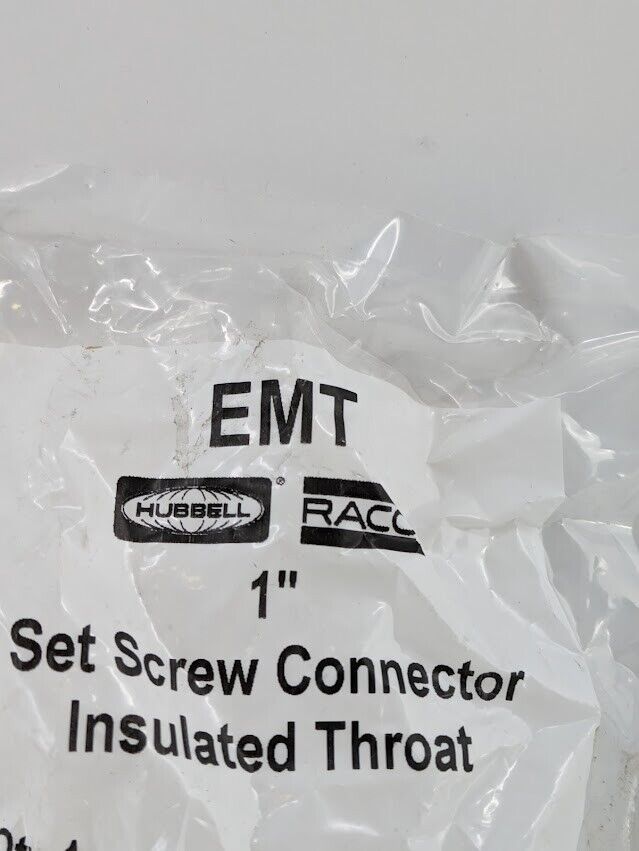 EMT
HUBBELL ® RACO
1"
Set Screw Connector
Insulated Throat